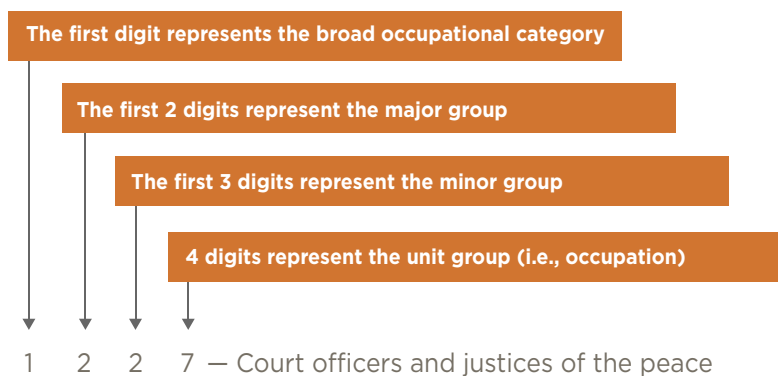 The first digit represents the broad occupational category
The first 2 digits represent the major group
The first 3 digits represent the minor group
4 digits represent the unit group (i.e., occupation)
1 2 2 7 — Court officers and justices of the peace